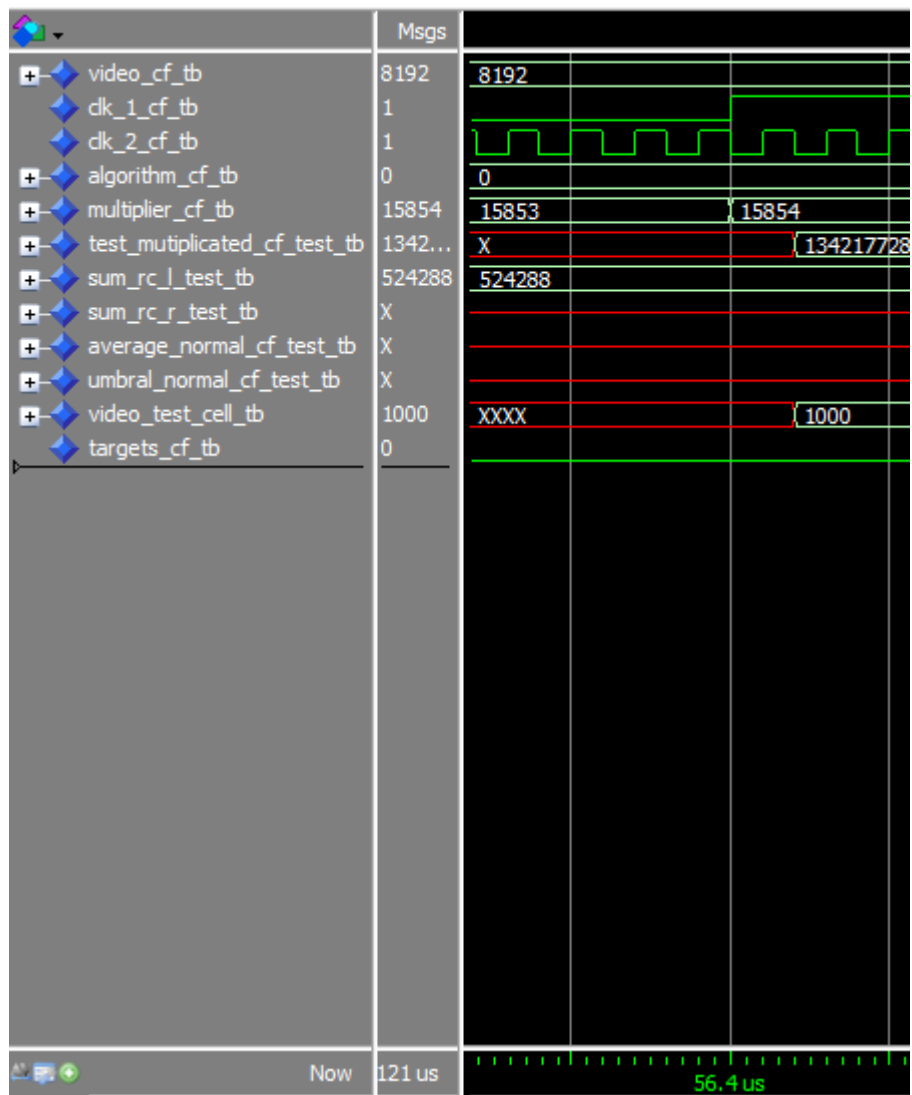 Msgs
video_cf_tb 8192 8192
clk_1_cf_tb 1
clk_2_cf_tb 1
algorithm_cf_tb 0 0
multiplier_cf_tb 15854 15853 15854
test_mutiplicated_cf_test_tb 1342... X 134217728
sum_rc_l_test_tb 524288 524288
sum_rc_r_test_tb X
average_normal_cf_test_tb X
umbral_normal_cf_test_tb X
video_test_cell_tb 1000 XXXX 1000
targets_cf_tb 0
Now 121 us 56.4 us